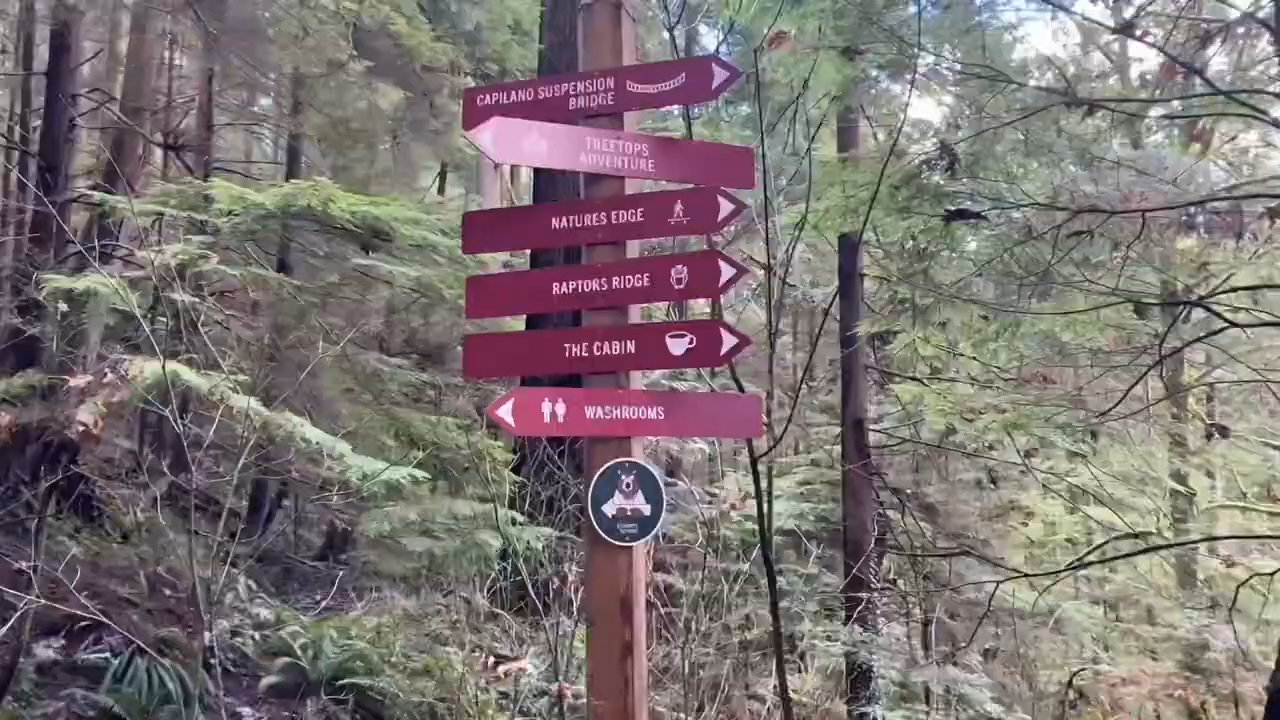 CAPILANO SUSPENSION
BRIDGE
TREETOPS
ADVENTURE
NATURES EDGE
RAPTORS RIDGE
THE CABIN
WASHROOMS